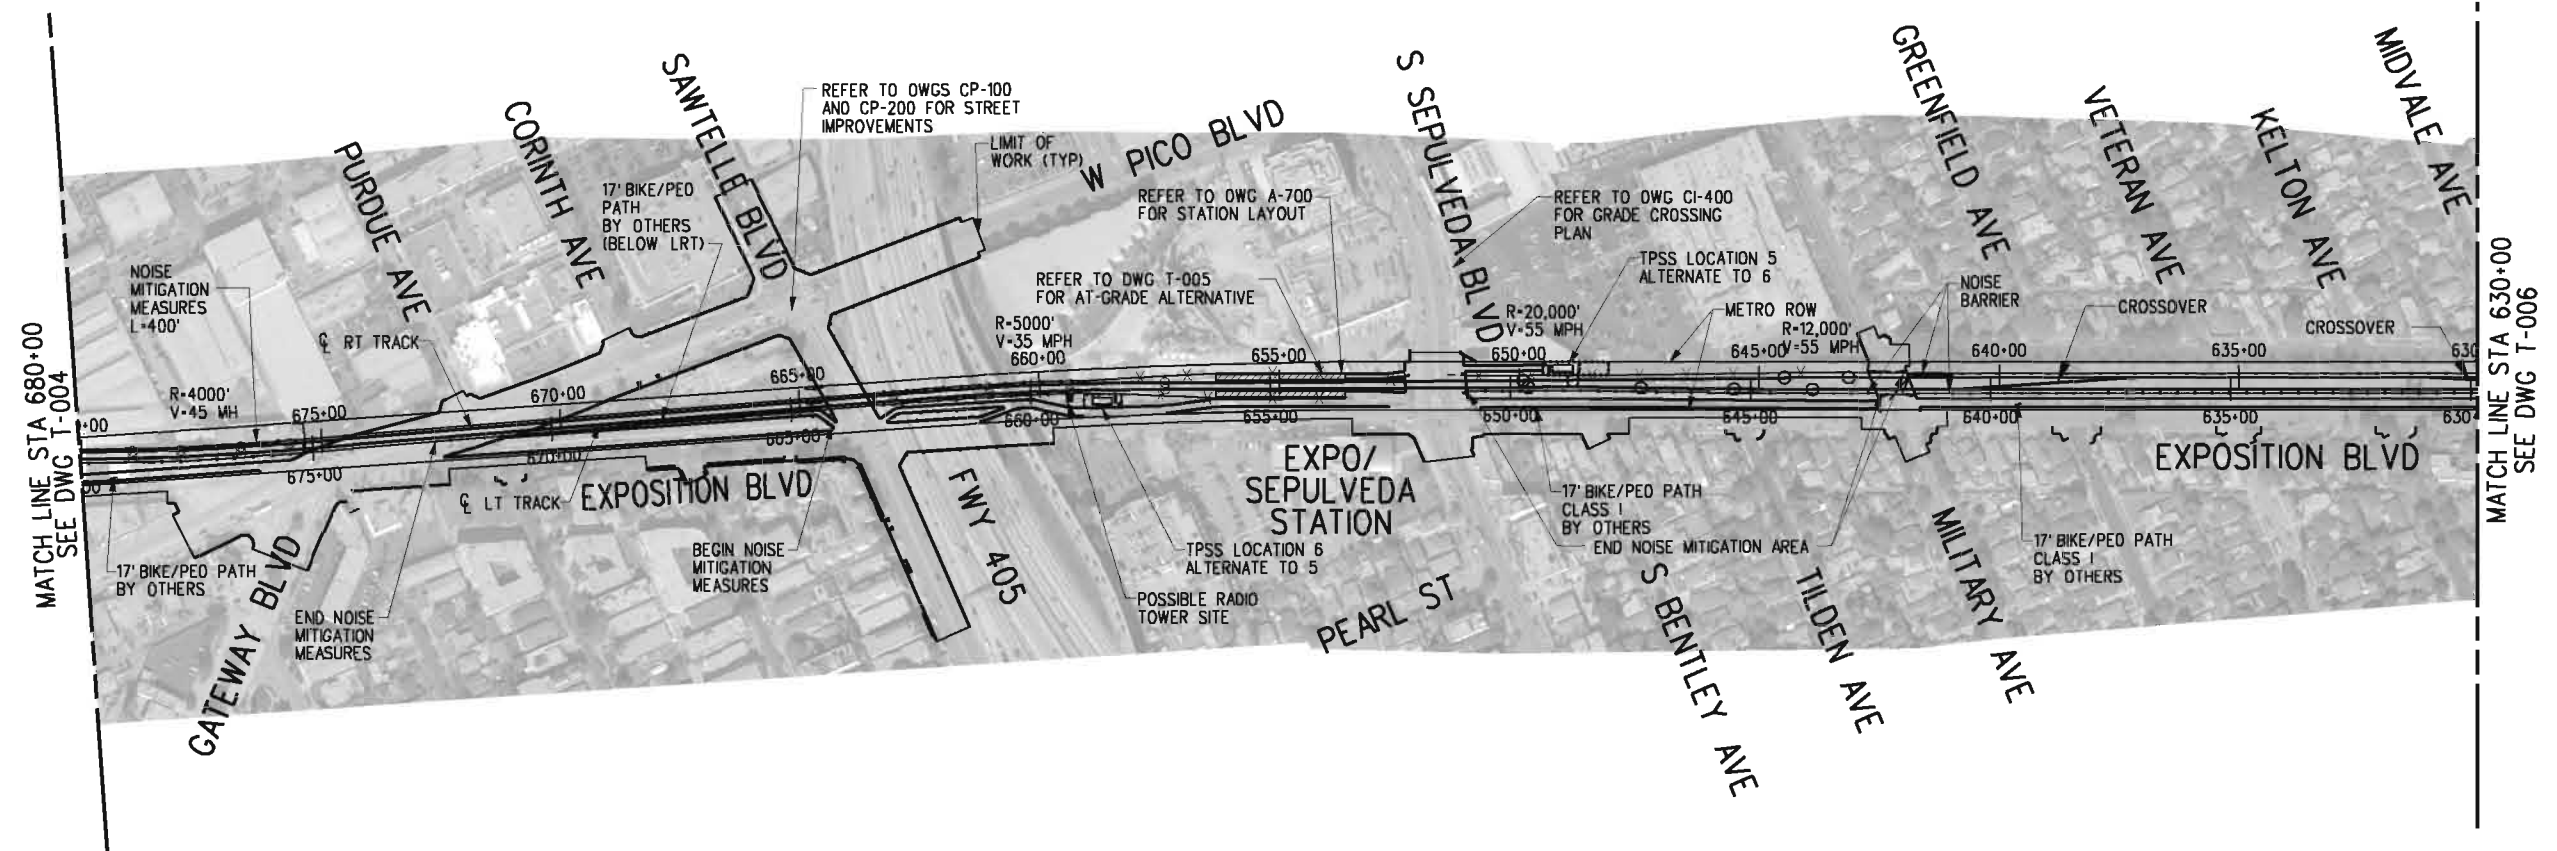 MATCH LINE STA 680+00
SEE DWG T-004
PURDUE AVE
CORINTH AVE
SAWTELLE BLVD
REFER TO DWGS CP-100
AND CP-200 FOR STREET
IMPROVEMENTS
LIMIT OF
WORK (TYP)
W PICO BLVD
S SEPULVEDA BLVD
GREENFIELD AVE
VETERAN AVE
KELTON AVE
MIDVALE AVE
17' BIKE/PED
PATH
BY OTHERS
(BELOW LRT)
REFER TO DWG A-700
FOR STATION LAYOUT
REFER TO DWG CI-400
FOR GRADE CROSSING
PLAN
NOISE
MITIGATION
MEASURES
L=400'
REFER TO DWG T-005
FOR AT-GRADE ALTERNATIVE
TPSS LOCATION 5
ALTERNATE TO 6
NOISE
BARRIER
CROSSOVER
CROSSOVER
METRO ROW
℄ RT TRACK
R=5000'
V=35 MPH
R=20,000'
V=55 MPH
R=12,000'
V=55 MPH
R=4000'
V=45 MH
+00
675+00
670+00
665+00
660+00
655+00
650+00
645+00
640+00
635+00
630
00
675+00
670+00
665+00
660+00
655+00
650+00
645+00
640+00
635+00
630
℄ LT TRACK
EXPOSITION BLVD
FWY 405
EXPO/
SEPULVEDA
STATION
EXPOSITION BLVD
17' BIKE/PED PATH
BY OTHERS
GATEWAY BLVD
END NOISE
MITIGATION
MEASURES
BEGIN NOISE
MITIGATION
MEASURES
TPSS LOCATION 6
ALTERNATE TO 5
POSSIBLE RADIO
TOWER SITE
PEARL ST
17' BIKE/PED PATH
CLASS I
BY OTHERS
END NOISE MITIGATION AREA
S BENTLEY AVE
TILDEN AVE
MILITARY AVE
17' BIKE/PED PATH
CLASS I
BY OTHERS
MATCH LINE STA 630+00
SEE DWG T-006